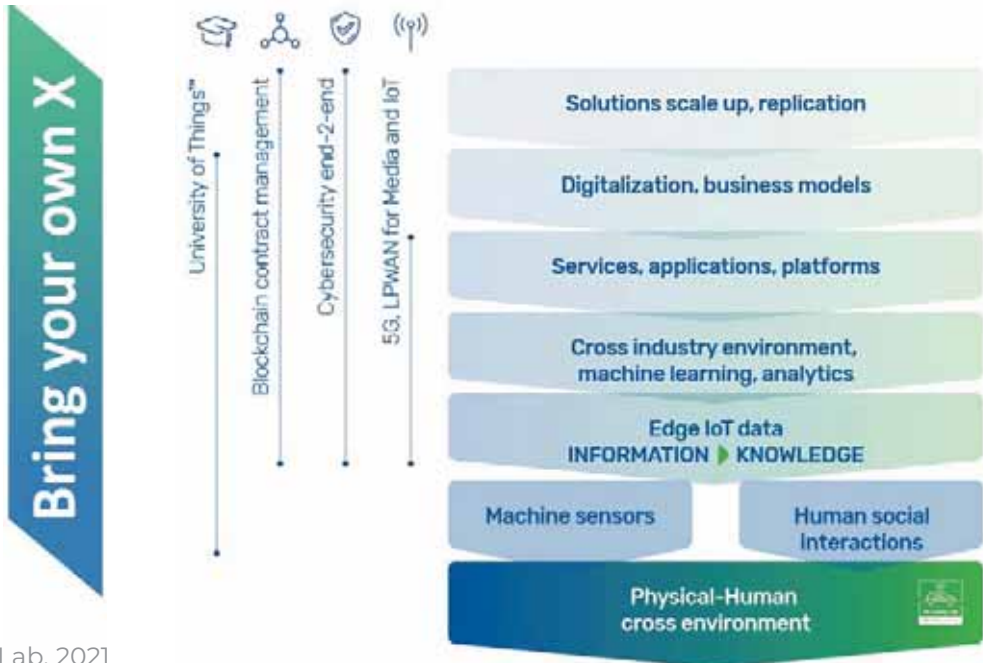 Bring your own X
University of Things™
Blockchain contract management
Cybersecurity end-2-end
5G, LPWAN for Media and IoT
Solutions scale up, replication
Digitalization, business models
Services, applications, platforms
Cross industry environment,
machine learning, analytics
Edge IoT data
INFORMATION KNOWLEDGE
Machine sensors
Human social
Interactions
Physical-Human
cross environment
Lab, 2021